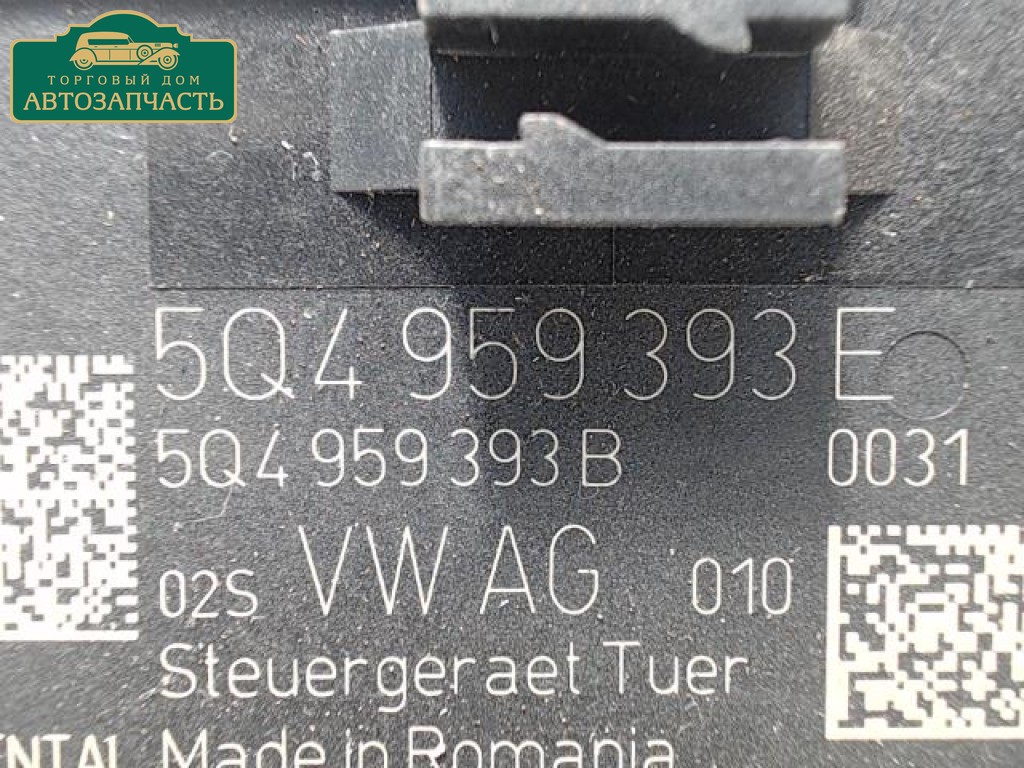 ТОРГОВЫЙ ДОМ
АВТОЗАПЧАСТЬ
5Q4 959 393 E
5Q4 959 393 B 0031
02S VW AG 010
Steuergeraet Tuer
ENTAL Made in Romania